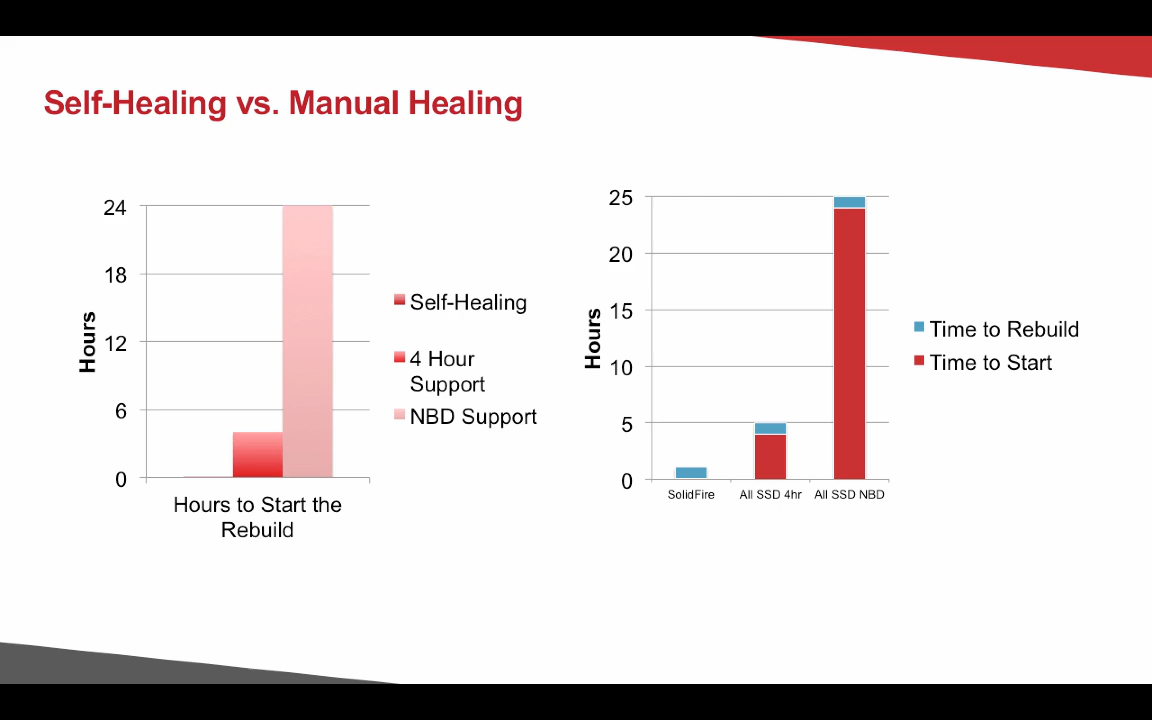 Self-Healing vs. Manual Healing
Hours
24
18
12
6
0
Hours to Start the
Rebuild
Self-Healing
4 Hour
Support
NBD Support
Hours
25
20
15
10
5
0
SolidFire
All SSD 4hr
All SSD NBD
Time to Rebuild
Time to Start